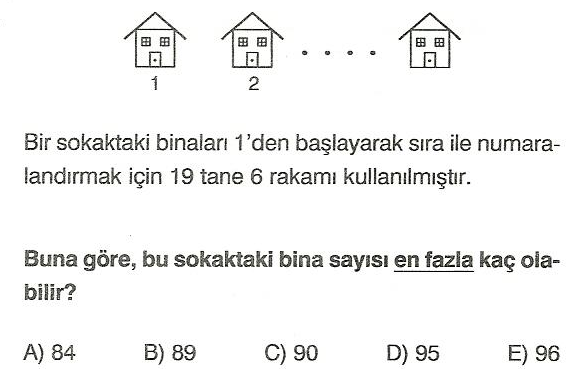 1 2
Bir sokaktaki binaları 1'den başlayarak sıra ile numara-
landırmak için 19 tane 6 rakamı kullanılmıştır.
Buna göre, bu sokaktaki bina sayısı en fazla kaç ola-
bilir?
A) 84 B) 89 C) 90 D) 95 E) 96